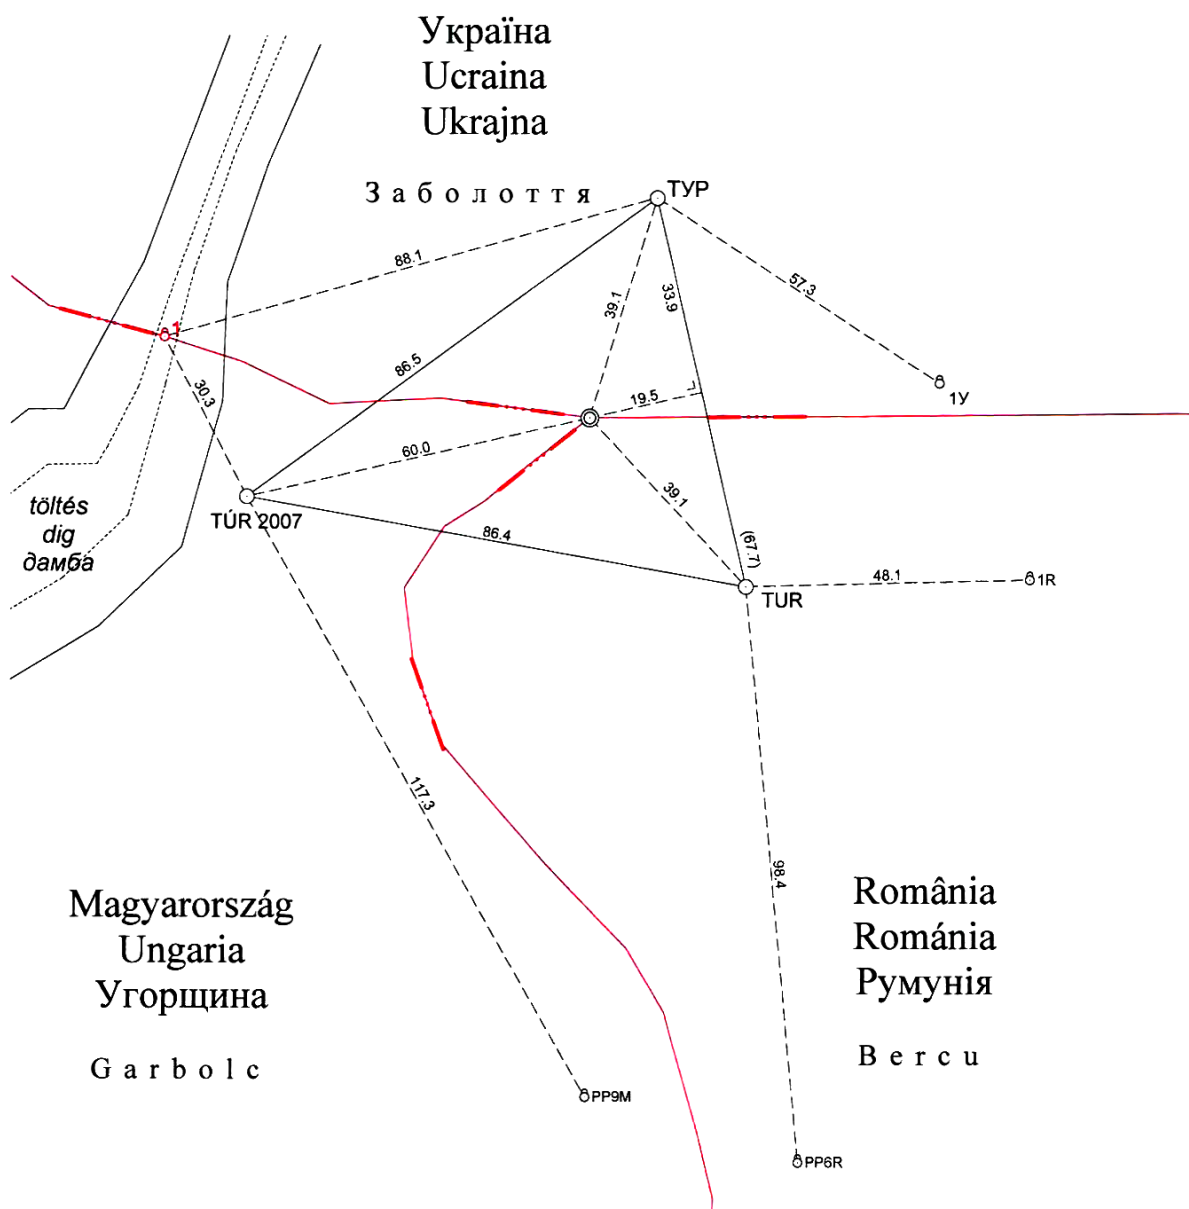 Україна
Ucraina
Ukrajna
Заболоття
ТУР
88.1
57.3
39.1
33.9
1
86.5
30.3
19.5
1У
60.0
39.1
töltés
dig
дамба
TÚR 2007
86.4
(67.7)
48.1
1R
TUR
117.3
98.4
Magyarország
Ungaria
Угорщина
Garbolc
România
Románia
Румунія
Bercu
PP9M
PP6R